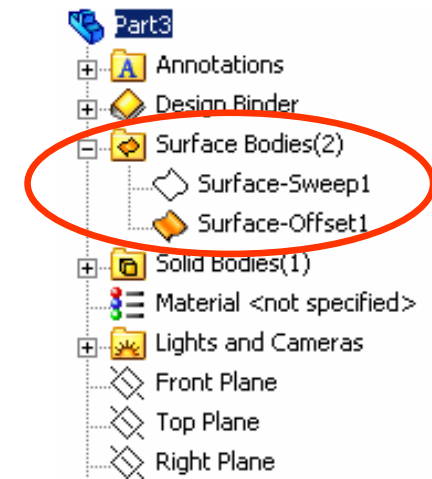 Part3
Annotations
Design Binder
Surface Bodies(2)
Surface-Sweep1
Surface-Offset1
Solid Bodies(1)
Material <not specified>
Lights and Cameras
Front Plane
Top Plane
Right Plane